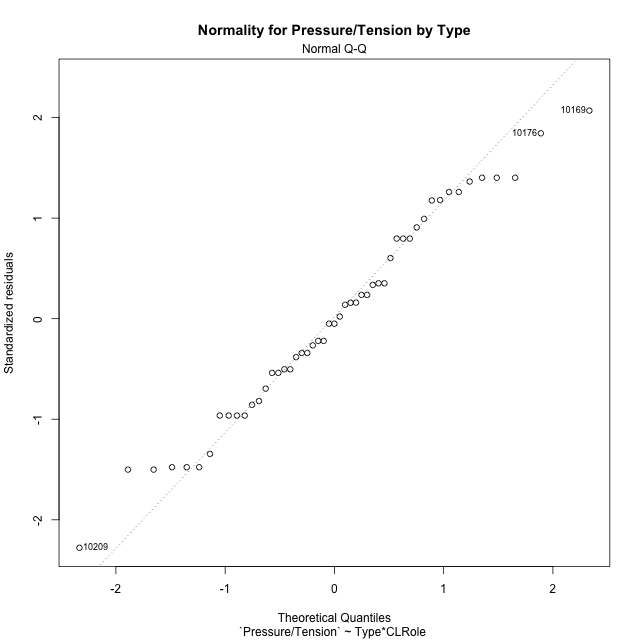 Normality for Pressure/Tension by Type
Normal Q-Q
2
1
0
-1
-2
Standardized residuals
10169
10176
10209
-2 -1 0 1 2
Theoretical Quantiles
`Pressure/Tension` ~ Type*CLRole